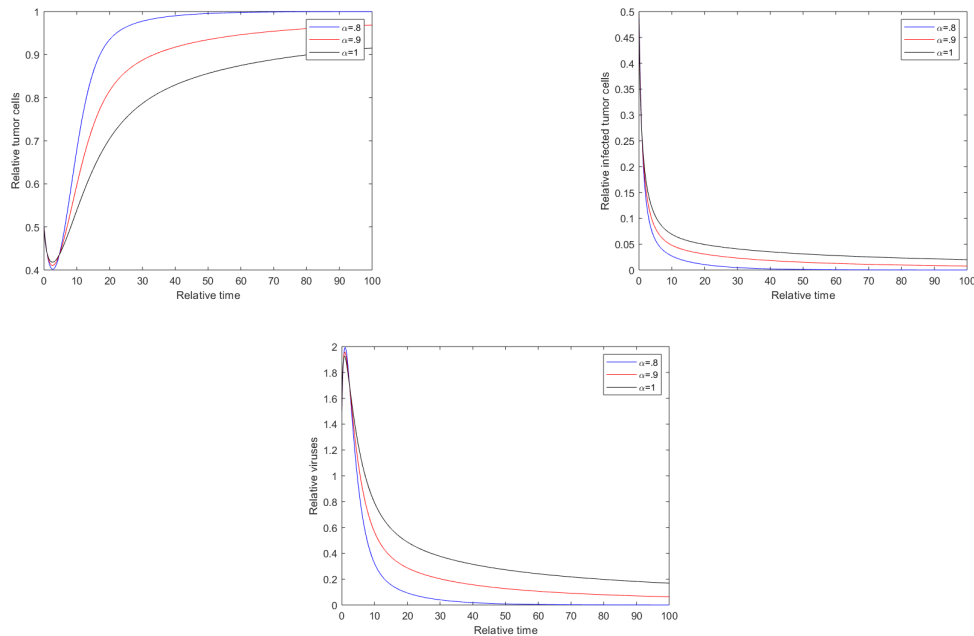 1
0.9
0.8
0.7
0.6
0.5
0.4
0 10 20 30 40 50 60 70 80 90 100
Relative time
Relative tumor cells
α=.8
α=.9
α=1
0.5
0.45
0.4
0.35
0.3
0.25
0.2
0.15
0.1
0.05
0
0 10 20 30 40 50 60 70 80 90 100
Relative time
Relative infected tumor cells
α=.8
α=.9
α=1
2
1.8
1.6
1.4
1.2
1
0.8
0.6
0.4
0.2
0
0 10 20 30 40 50 60 70 80 90 100
Relative time
Relative viruses
α=.8
α=.9
α=1